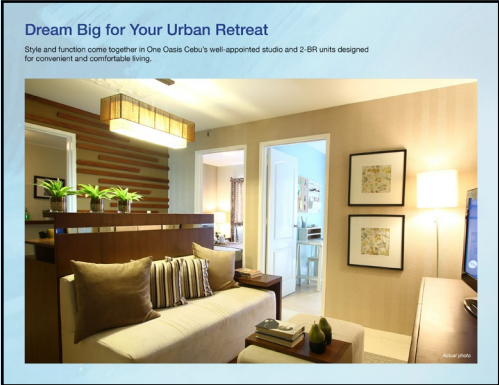 Dream Big for Your Urban Retreat
Style and function come together in One Oasis Cebu's well-appointed studio and 2-BR units designed
for convenient and comfortable living.
Actual photo